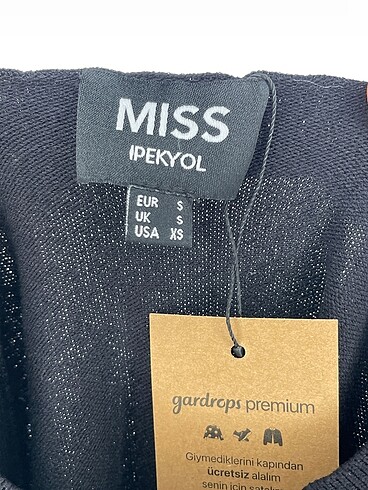 MISS
IPEKYOL
EUR S
UK S
USA XS
gardrops premium
Giymediklerini kapından
ücretsiz alalım
senin için satalım